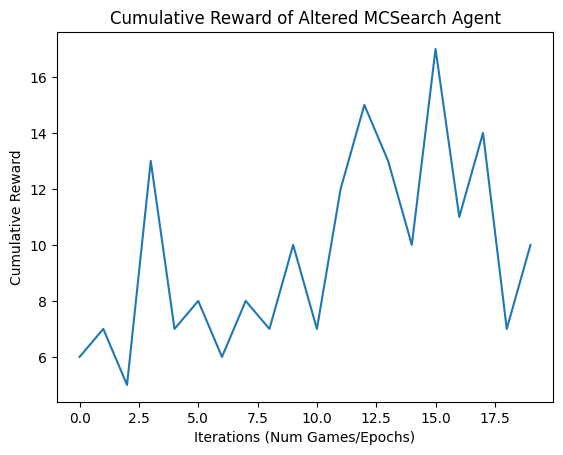 Cumulative Reward of Altered MCSearch Agent
16
14
12
10
8
6
Cumulative Reward
0.0 2.5 5.0 7.5 10.0 12.5 15.0 17.5
Iterations (Num Games/Epochs)